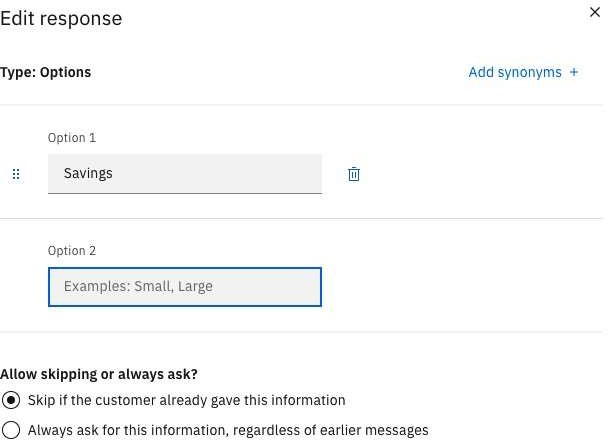 Edit response
Type: Options
Add synonyms +
Option 1
Savings
Option 2
Examples: Small, Large
Allow skipping or always ask?
Skip if the customer already gave this information
Always ask for this information, regardless of earlier messages